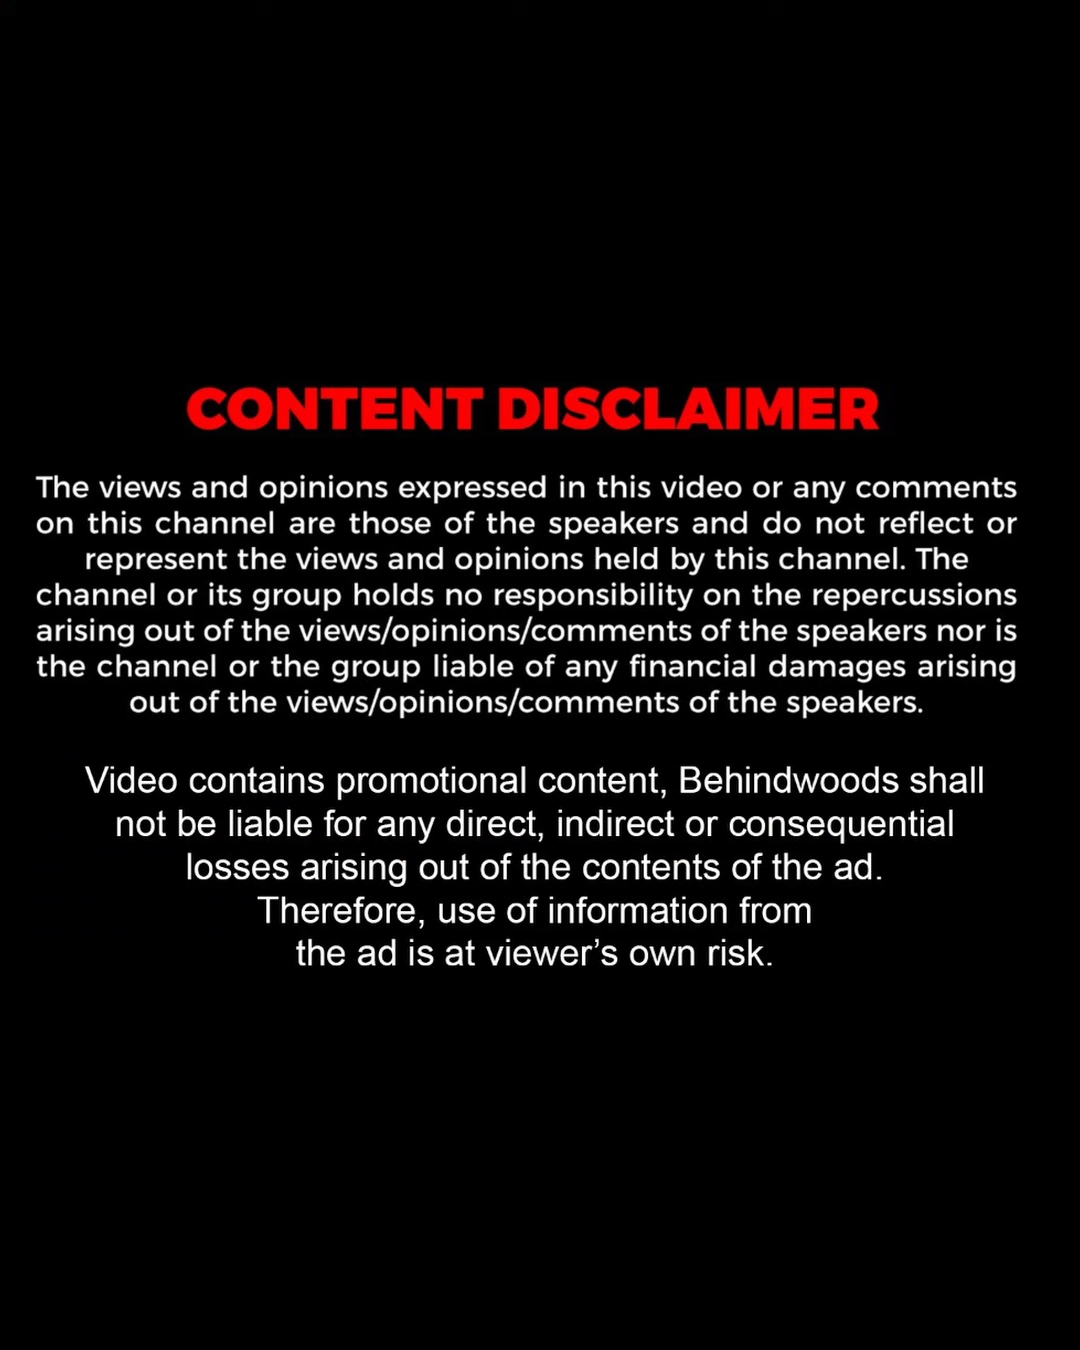 CONTENT DISCLAIMER
The views and opinions expressed in this video or any comments
on this channel are those of the speakers and do not reflect or
represent the views and opinions held by this channel. The
channel or its group holds no responsibility on the repercussions
arising out of the views/opinions/comments of the speakers nor is
the channel or the group liable of any financial damages arising
out of the views/opinions/comments of the speakers.
Video contains promotional content, Behindwoods shall
not be liable for any direct, indirect or consequential
losses arising out of the contents of the ad.
Therefore, use of information from
the ad is at viewer’s own risk.